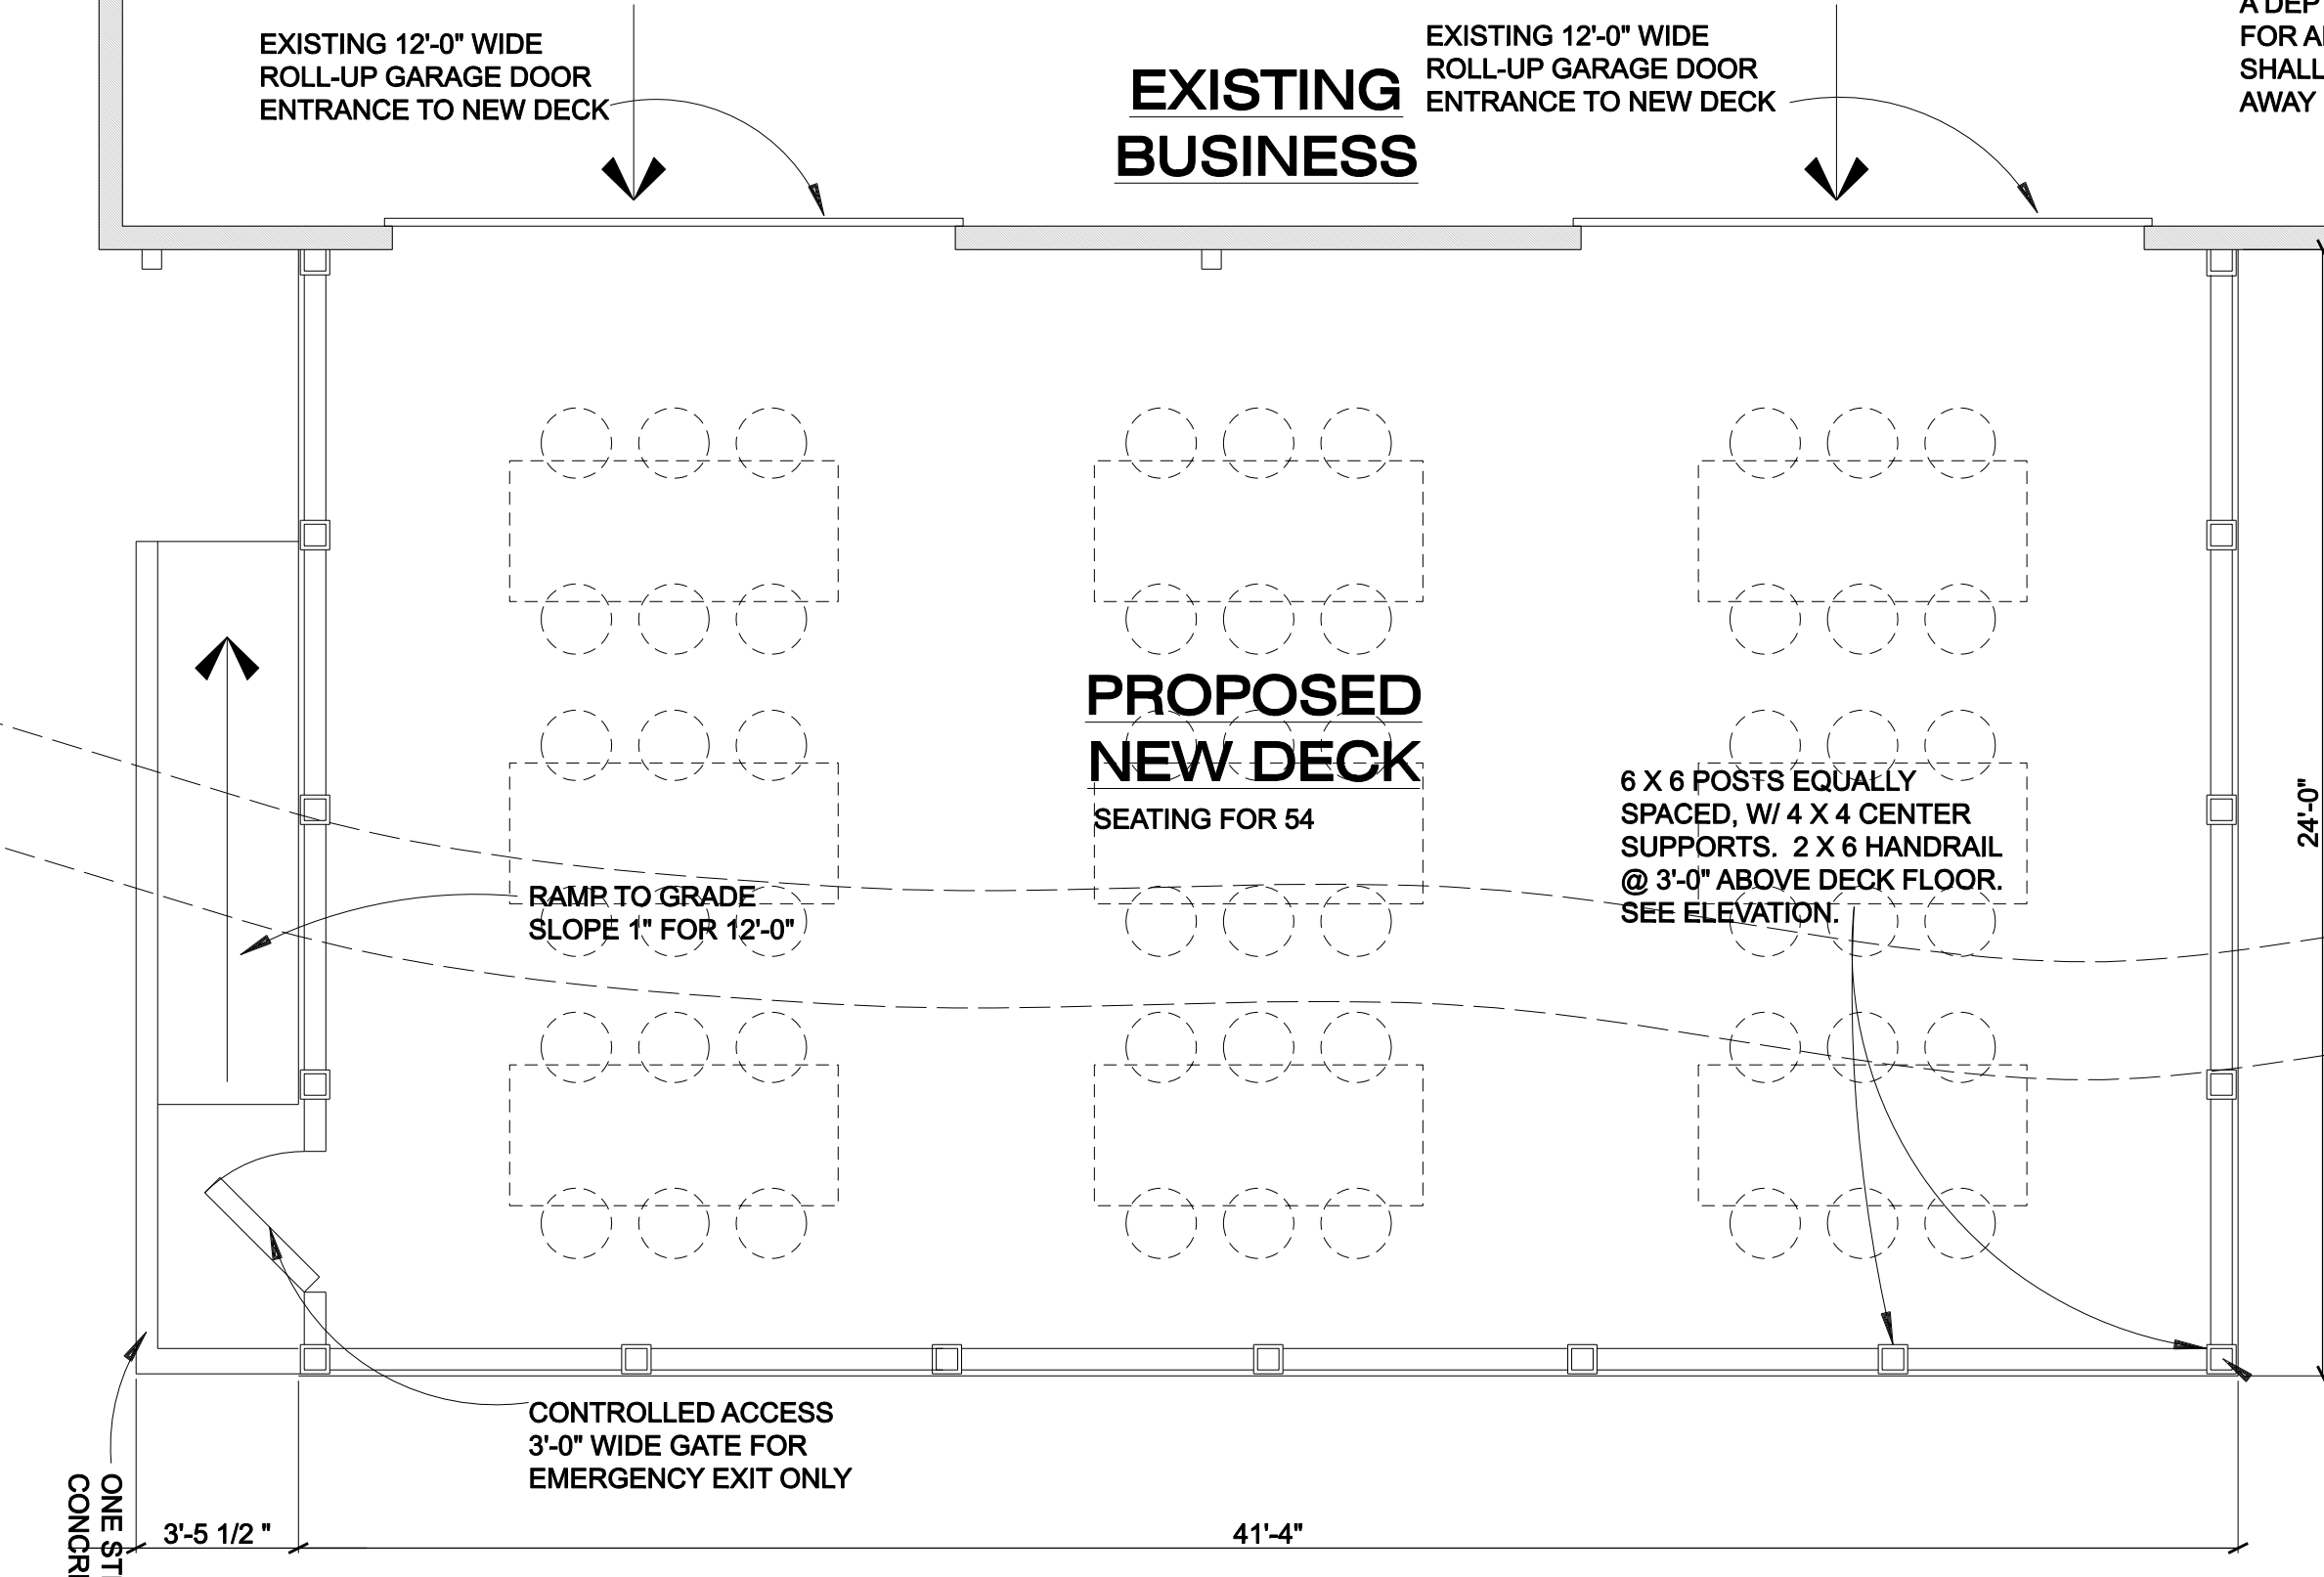 EXISTING 12'-0" WIDE
ROLL-UP GARAGE DOOR
ENTRANCE TO NEW DECK
EXISTING
BUSINESS
EXISTING 12'-0" WIDE
ROLL-UP GARAGE DOOR
ENTRANCE TO NEW DECK
FOR
SHALL
AWAY
PROPOSED
NEW DECK
SEATING FOR 54
6 X 6 POSTS EQUALLY
SPACED, W/ 4 X 4 CENTER
SUPPORTS. 2 X 6 HANDRAIL
@ 3'-0" ABOVE DECK FLOOR.
SEE ELEVATION.
24'-0"
RAMP TO GRADE
SLOPE 1" FOR 12'-0"
CONTROLLED ACCESS
3'-0" WIDE GATE FOR
EMERGENCY EXIT ONLY
ONE
3'-5 1/2 "
41'-4"